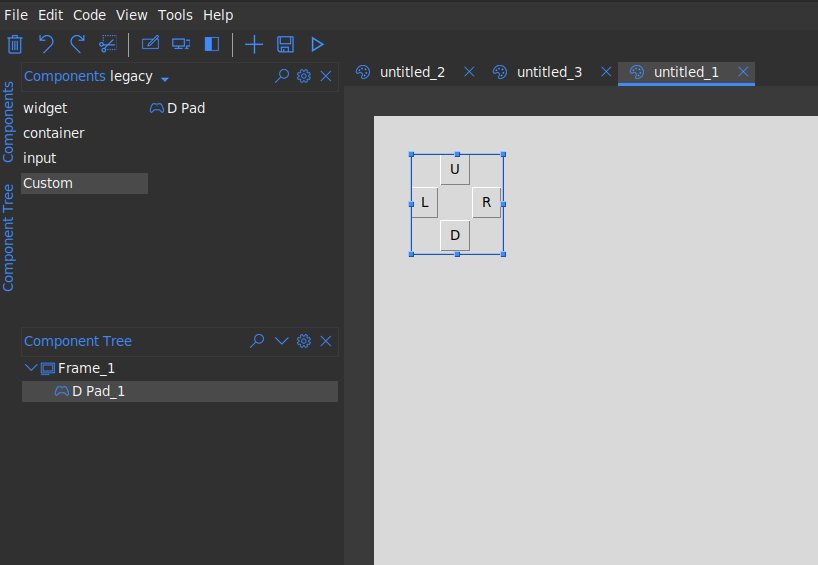 File Edit Code View Tools Help
Components legacy
untitled_2 untitled_3 untitled_1
Components
Component Tree
widget D Pad
container
input
Custom
U
L R
D
Component Tree
Frame_1
D Pad_1